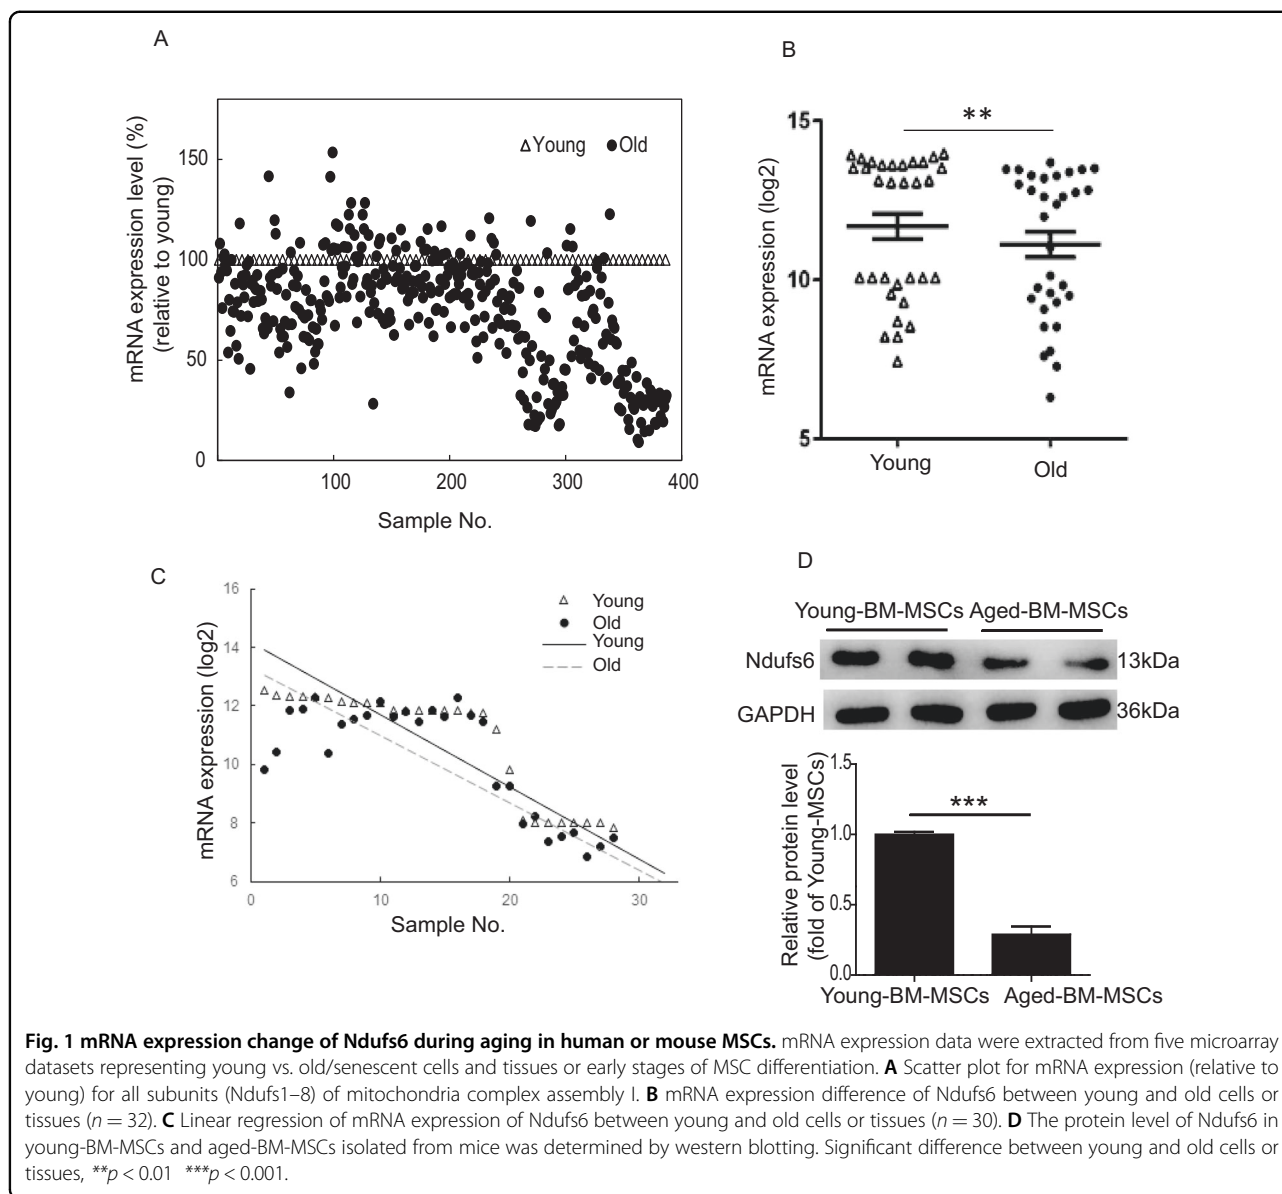 A
mRNA expression level (%)
(relative to young)
150
100
50
0
Young
Old
100
200
300
400
Sample No.
B
**
mRNA expression (log2)
15
10
5
Young
Old
C
mRNA expression (log2)
16
14
12
10
8
6
Young
Old
Young
Old
0
10
20
30
Sample No.
D
Young-BM-MSCs Aged-BM-MSCs
Ndufs6
13kDa
GAPDH
36kDa
Relative protein level
(fold of Young-MSCs)
1.5
1.0
0.5
0.0
***
Young-BM-MSCs Aged-BM-MSCs
Fig. 1 mRNA expression change of Ndufs6 during aging in human or mouse MSCs. mRNA expression data were extracted from five microarray
datasets representing young vs. old/senescent cells and tissues or early stages of MSC differentiation. A Scatter plot for mRNA expression (relative to
young) for all subunits (Ndufs1–8) of mitochondria complex assembly I. B mRNA expression difference of Ndufs6 between young and old cells or
tissues (n = 32). C Linear regression of mRNA expression of Ndufs6 between young and old cells or tissues (n = 30). D The protein level of Ndufs6 in
young-BM-MSCs and aged-BM-MSCs isolated from mice was determined by western blotting. Significant difference between young and old cells or
tissues, **p < 0.01 ***p < 0.001.